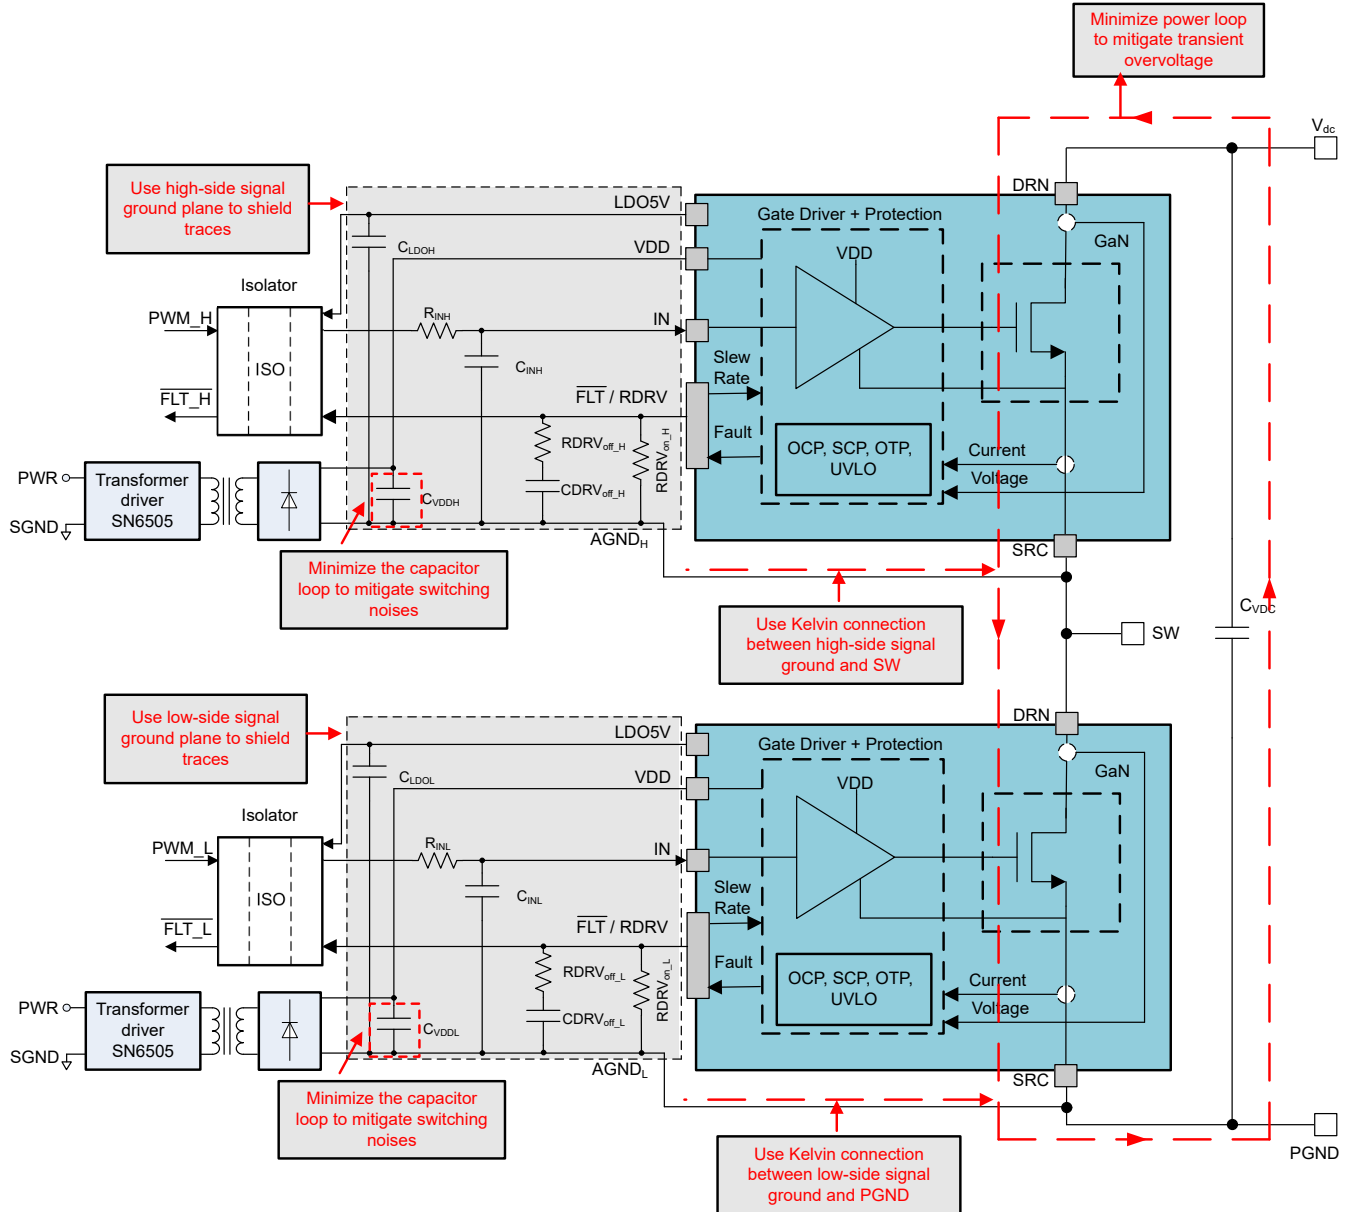 Minimize power loop
to mitigate transient
overvoltage
Vdc
Use high-side signal
ground plane to shield
traces
LDO5V
DRN
Gate Driver + Protection
GaN
CLDOH
VDD
VDD
Isolator
PWM_H
RINH
IN
ISO
CINH
Slew
Rate
FLT_H
FLT / RDRV
RDRVoff_H
RDRVon_H
Fault
OCP, SCP, OTP,
UVLO
Current
Voltage
PWR
Transformer
driver
SN6505
CVDDH
CDRVoff_H
SGND
AGNDH
SRC
Minimize the capacitor
loop to mitigate switching
noises
Use Kelvin connection
between high-side signal
ground and SW
CVDC
SW
Use low-side signal
ground plane to shield
traces
LDO5V
DRN
Gate Driver + Protection
GaN
CLDOL
VDD
VDD
Isolator
PWM_L
RINL
IN
ISO
CINL
Slew
Rate
FLT_L
FLT / RDRV
RDRVoff_L
RDRVon_L
Fault
OCP, SCP, OTP,
UVLO
Current
Voltage
PWR
Transformer
driver
SN6505
CVDDL
CDRVoff_L
SGND
AGNDL
SRC
Minimize the capacitor
loop to mitigate switching
noises
Use Kelvin connection
between low-side signal
ground and PGND
PGND